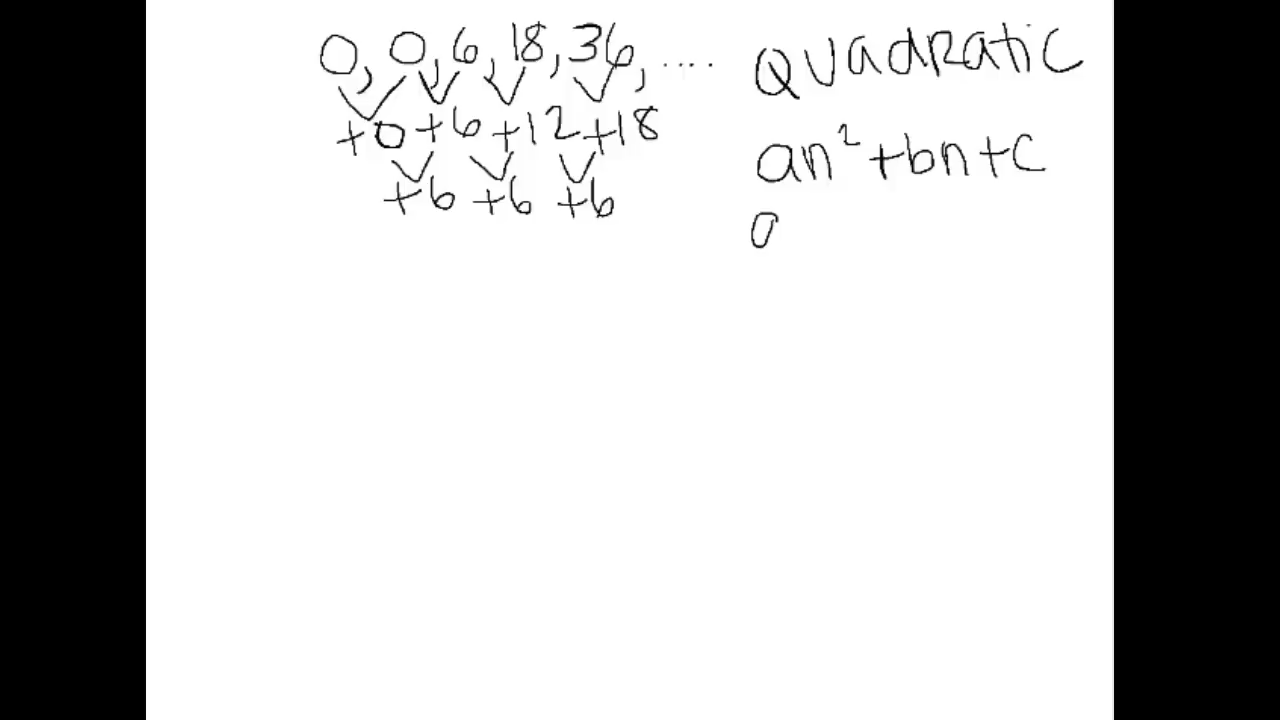 0, 0, 6, 18, 36, ....
+0 +6 +12 +18
+6 +6 +6
Quadratic
an²+bn+c
a